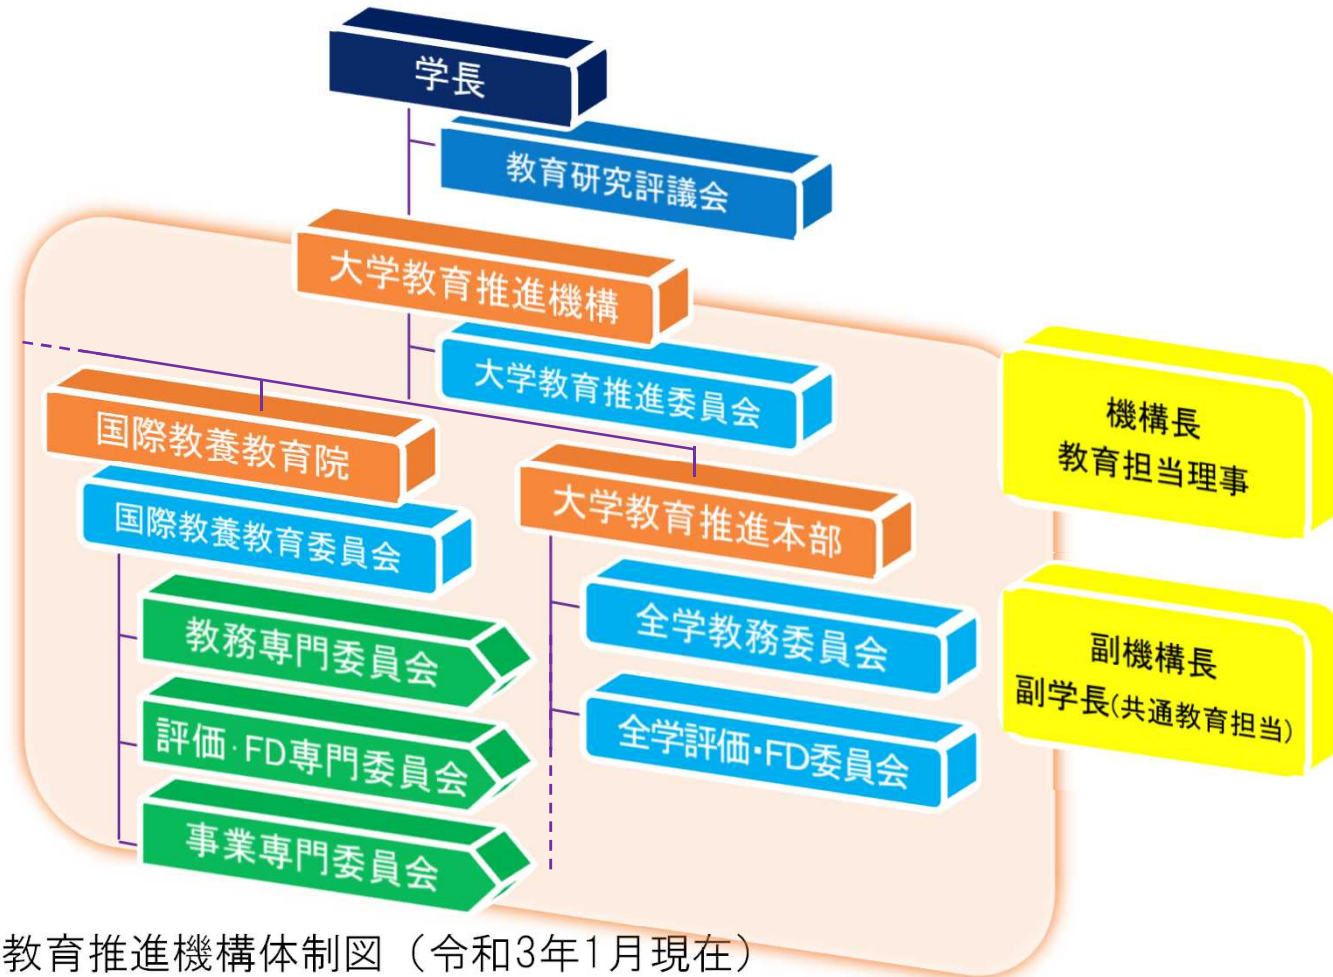 学長
教育研究評議会
大学教育推進機構
大学教育推進委員会
国際教養教育院
国際教養教育委員会
教務専門委員会
評価・FD専門委員会
事業専門委員会
大学教育推進本部
全学教務委員会
全学評価・FD委員会
機構長
教育担当理事
副機構長
副学長(共通教育担当)
教育推進機構体制図（令和3年1月現在）